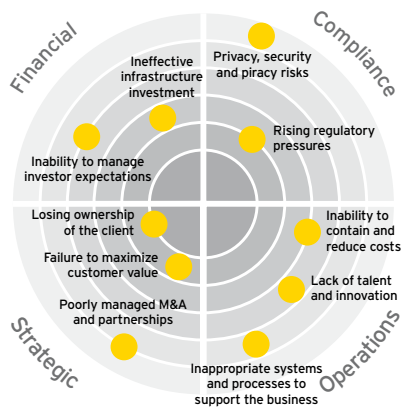 Financial
Compliance
Ineffective
infrastructure
investment
Privacy, security
and piracy risks
Rising regulatory
pressures
Inability to manage
investor expectations
Losing ownership
of the client
Inability to
contain and
reduce costs
Failure to maximize
customer value
Lack of talent
and innovation
Poorly managed M&A
and partnerships
Inappropriate systems
and processes to
support the business
Strategic
Operations